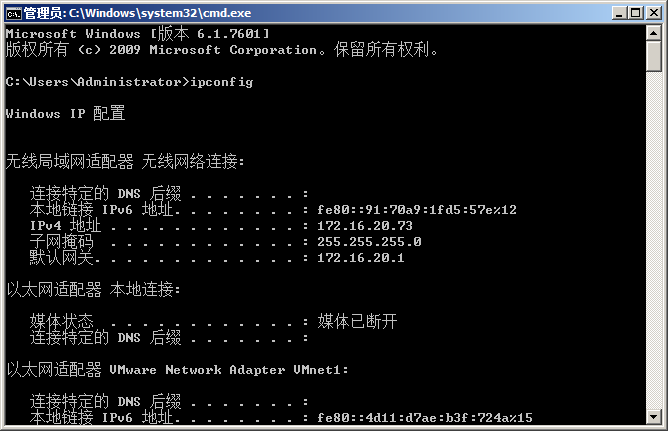 管理员: C:\Windows\system32\cmd.exe
Microsoft Windows [版本 6.1.7601]
版权所有 (c) 2009 Microsoft Corporation。保留所有权利。
C:\Users\Administrator>ipconfig
Windows IP 配置
无线局域网适配器 无线网络连接:
连接特定的 DNS 后缀 . . . . . . . :
本地链接 IPv6 地址. . . . . . . . : fe80::91:70a9:1fd5:57e%12
IPv4 地址 . . . . . . . . . . . . : 172.16.20.73
子网掩码  . . . . . . . . . . . . : 255.255.255.0
默认网关. . . . . . . . . . . . . : 172.16.20.1
以太网适配器 本地连接:
媒体状态  . . . . . . . . . . . . : 媒体已断开
连接特定的 DNS 后缀 . . . . . . . :
以太网适配器 VMware Network Adapter VMnet1:
连接特定的 DNS 后缀 . . . . . . . :
本地链接 IPv6 地址. . . . . . . . : fe80::4d11:d7ae:b3f:724a%15